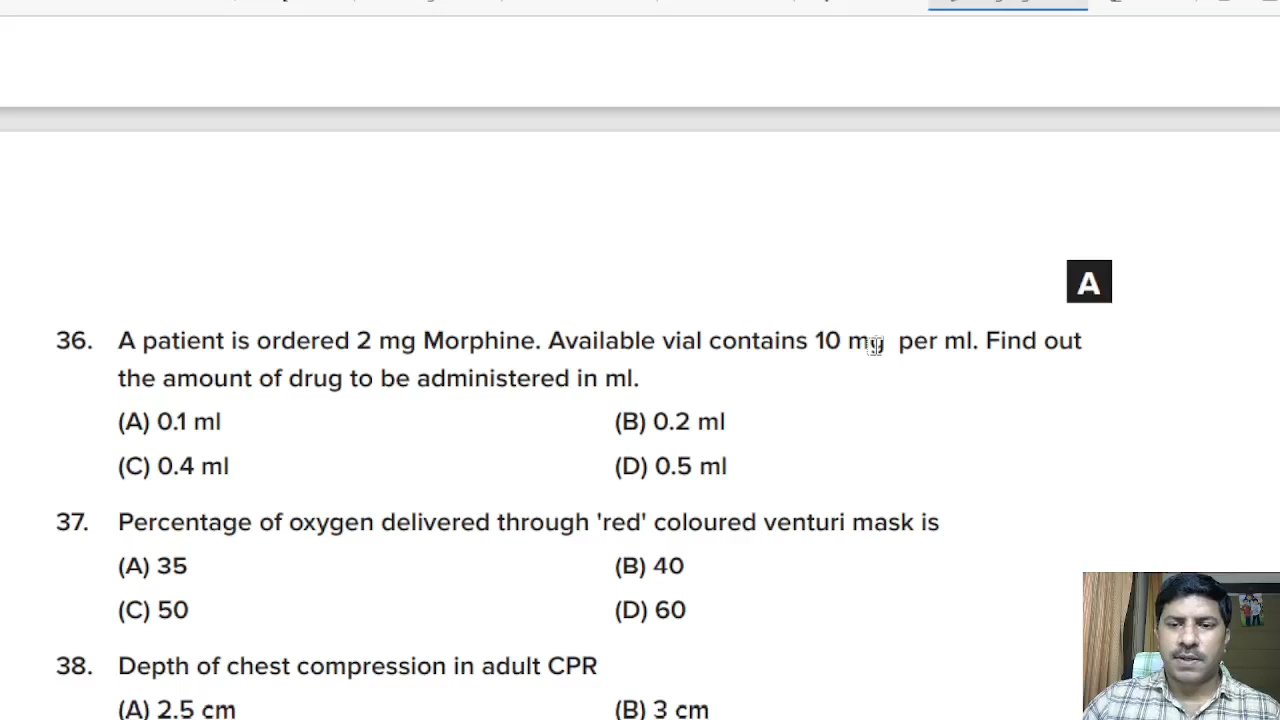 A
36. A patient is ordered 2 mg Morphine. Available vial contains 10 mg per ml. Find out
the amount of drug to be administered in ml.
(A) 0.1 ml (B) 0.2 ml
(C) 0.4 ml (D) 0.5 ml
37. Percentage of oxygen delivered through 'red' coloured venturi mask is
(A) 35 (B) 40
(C) 50 (D) 60
38. Depth of chest compression in adult CPR
(A) 2.5 cm (B) 3 cm